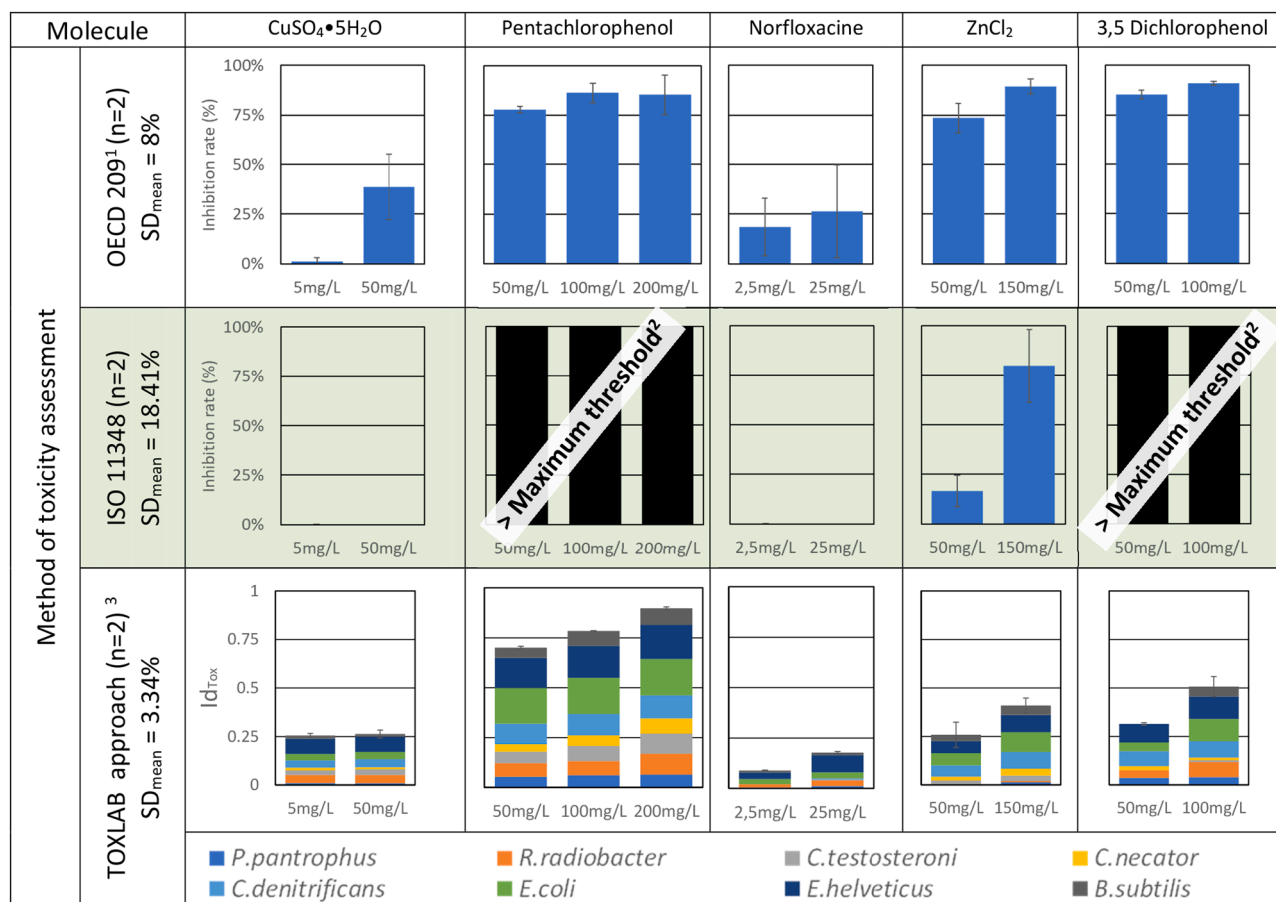 Molecule
CuSO₄•5H₂O
Pentachlorophenol
Norfloxacine
ZnCl₂
3,5 Dichlorophenol
Method of toxicity assessment
OECD 209¹ (n=2)
SD_mean = 8%
Inhibition rate (%)
100%
75%
50%
25%
0%
5mg/L 50mg/L
50mg/L 100mg/L 200mg/L
2,5mg/L 25mg/L
50mg/L 150mg/L
50mg/L 100mg/L
ISO 11348 (n=2)
SD_mean = 18.41%
Inhibition rate (%)
100%
75%
50%
25%
0%
5mg/L 50mg/L
> Maximum threshold²
50mg/L 100mg/L 200mg/L
2,5mg/L 25mg/L
50mg/L 150mg/L
> Maximum threshold²
50mg/L 100mg/L
TOXLAB approach (n=2) ³
SD_mean = 3.34%
Id_Tox
1
0.75
0.5
0.25
0
5mg/L 50mg/L
50mg/L 100mg/L 200mg/L
2,5mg/L 25mg/L
50mg/L 150mg/L
50mg/L 100mg/L
P.pantrophus R.radiobacter C.testosteroni C.necator
C.denitrificans E.coli E.helveticus B.subtilis